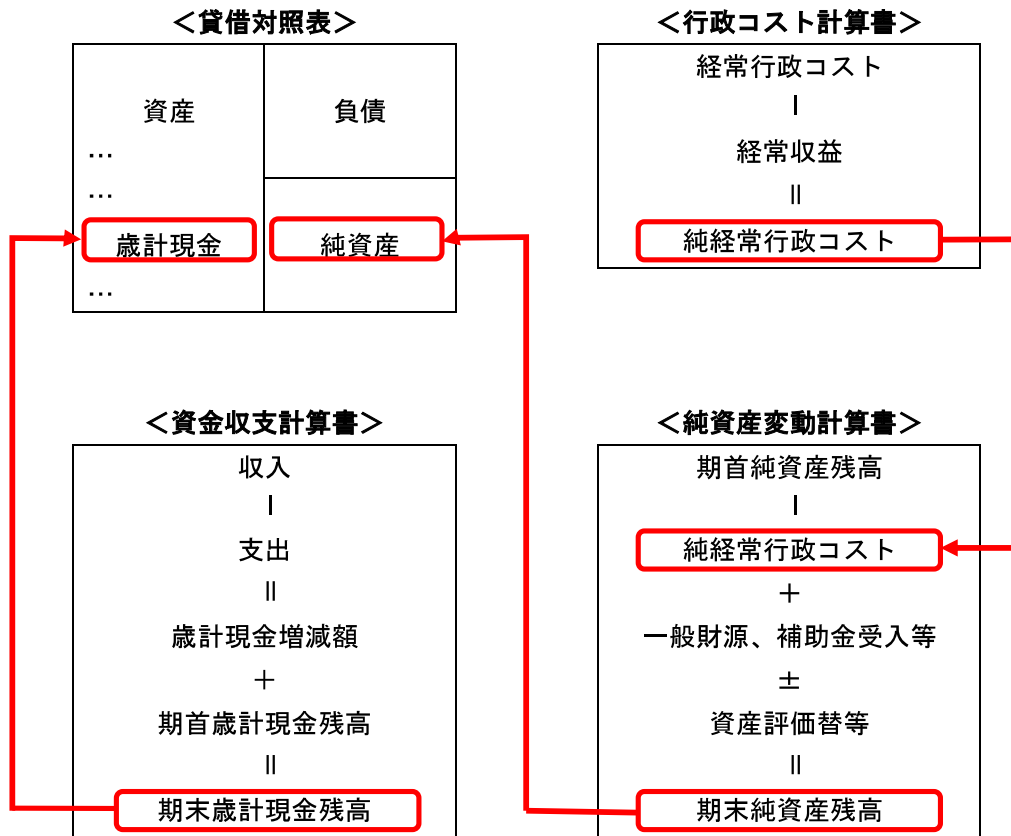 ＜貸借対照表＞
資産
…
…
歳計現金
…
負債
純資産
＜行政コスト計算書＞
経常行政コスト
－
経常収益
＝
純経常行政コスト
＜資金収支計算書＞
収入
－
支出
＝
歳計現金増減額
＋
期首歳計現金残高
＝
期末歳計現金残高
＜純資産変動計算書＞
期首純資産残高
－
純経常行政コスト
＋
一般財源、補助金受入等
±
資産評価替等
＝
期末純資産残高